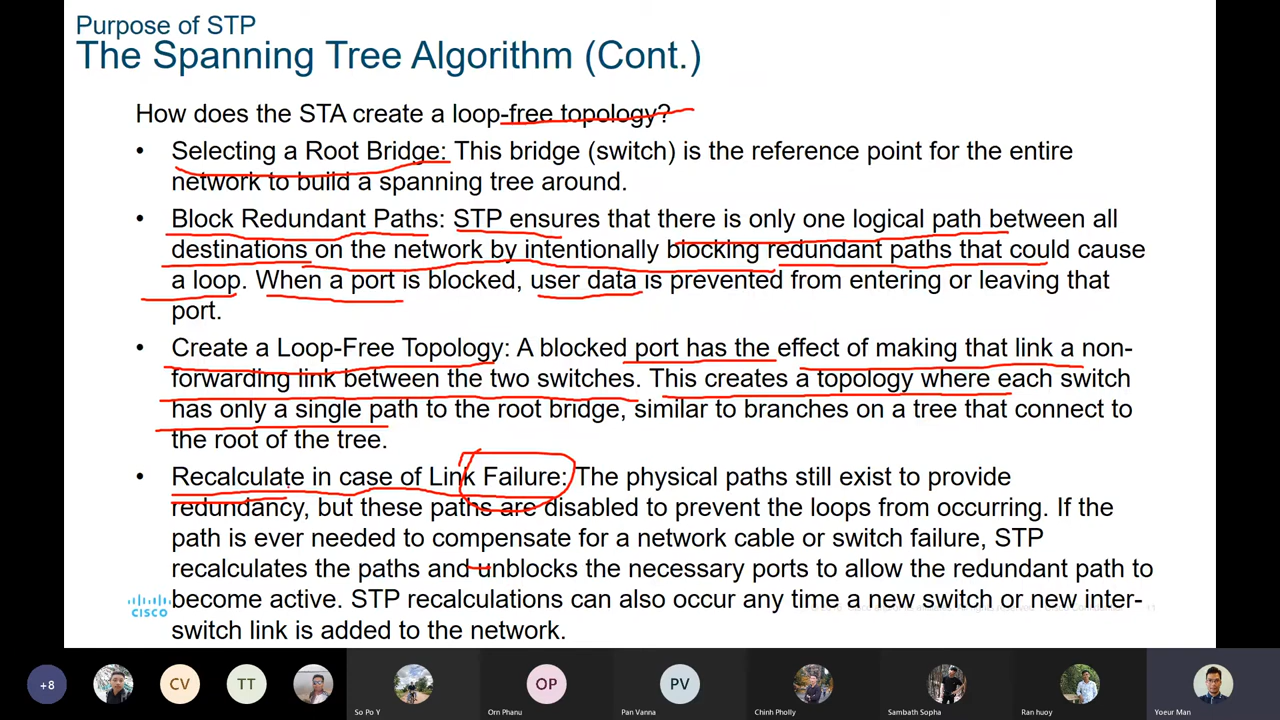 Purpose of STP
The Spanning Tree Algorithm (Cont.)
How does the STA create a loop-free topology?
• Selecting a Root Bridge: This bridge (switch) is the reference point for the entire
network to build a spanning tree around.
• Block Redundant Paths: STP ensures that there is only one logical path between all
destinations on the network by intentionally blocking redundant paths that could cause
a loop. When a port is blocked, user data is prevented from entering or leaving that
port.
• Create a Loop-Free Topology: A blocked port has the effect of making that link a non-
forwarding link between the two switches. This creates a topology where each switch
has only a single path to the root bridge, similar to branches on a tree that connect to
the root of the tree.
• Recalculate in case of Link Failure: The physical paths still exist to provide
redundancy, but these paths are disabled to prevent the loops from occurring. If the
path is ever needed to compensate for a network cable or switch failure, STP
recalculates the paths and unblocks the necessary ports to allow the redundant path to
become active. STP recalculations can also occur any time a new switch or new inter-
switch link is added to the network.
CISCO
11
+8
CV
TT
OP
PV
So Po Y
Orn Phanu
Pan Vanna
Chinh Pholly
Sambath Sopha
Ran huoy
Yoeur Man